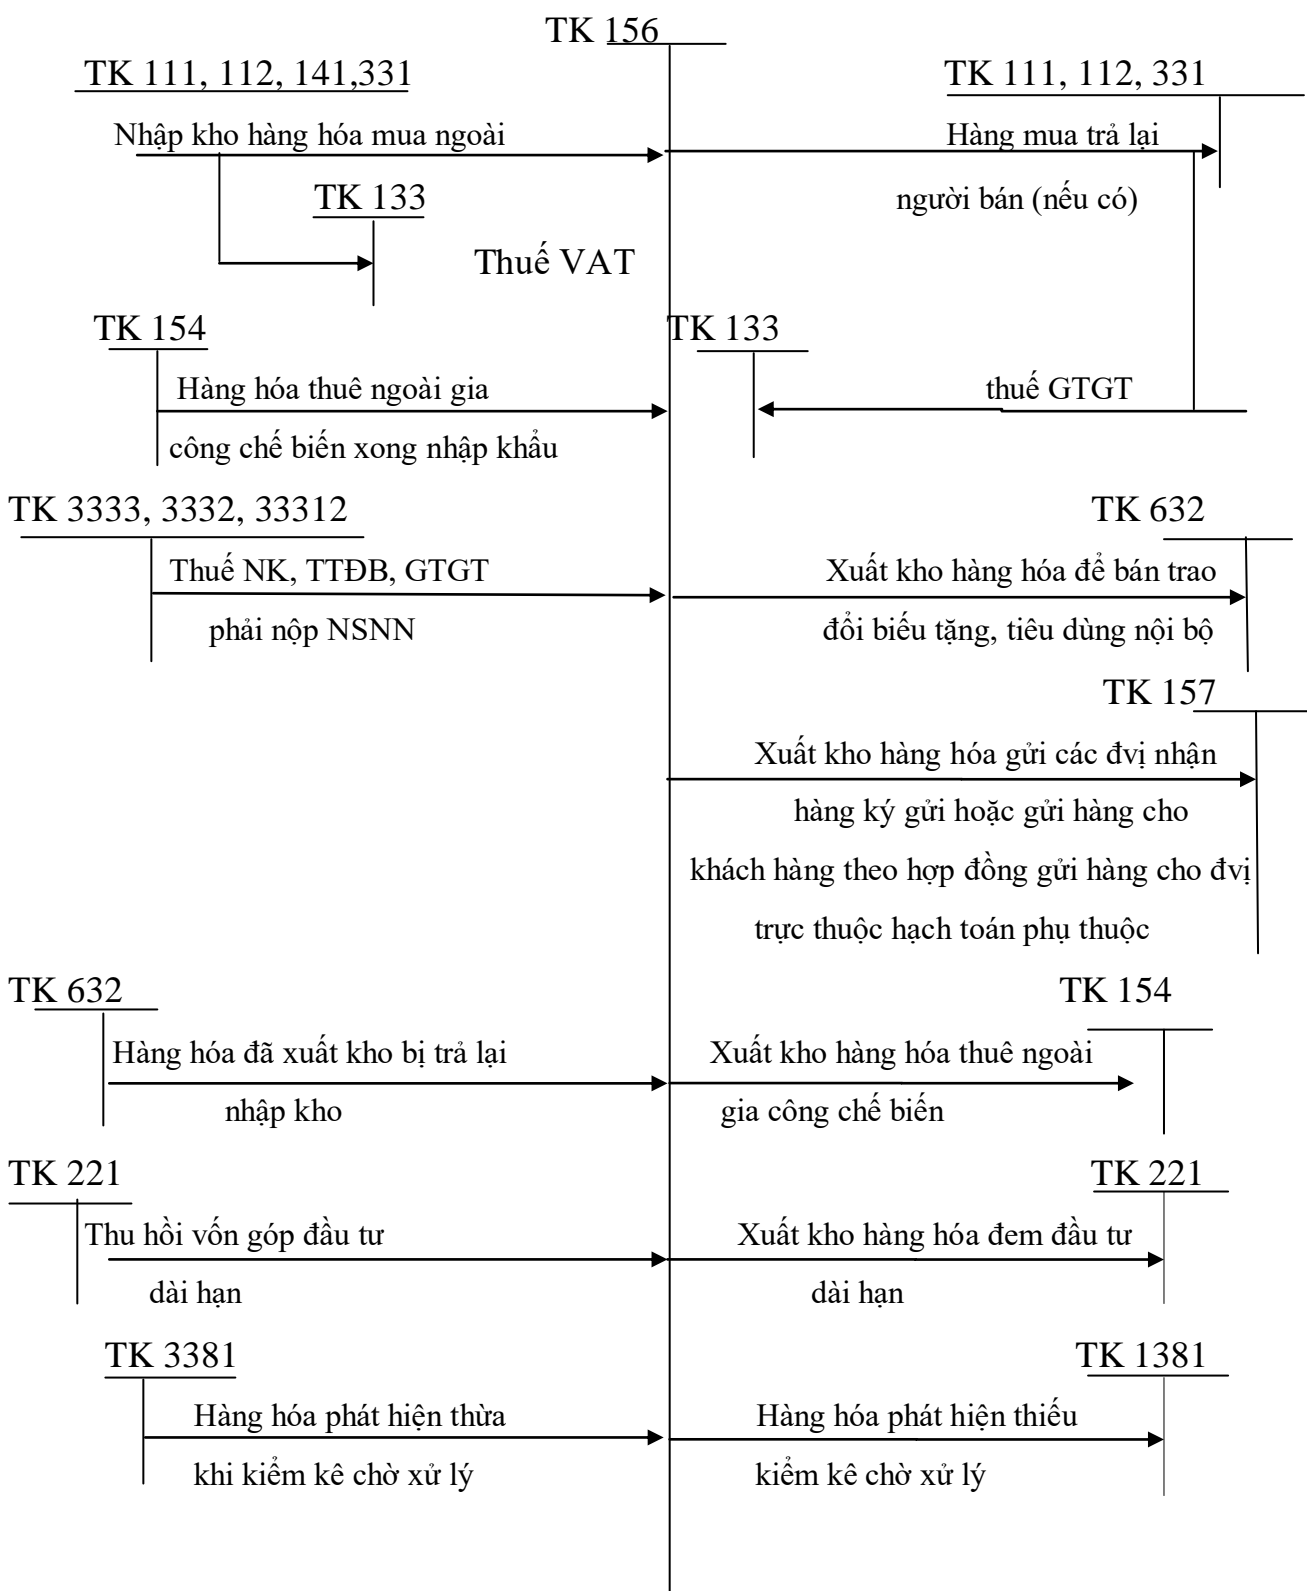 TK 156
TK 111, 112, 141,331
TK 111, 112, 331
Nhập kho hàng hóa mua ngoài
Hàng mua trả lại
TK 133
người bán (nếu có)
Thuế VAT
TK 154
TK 133
Hàng hóa thuê ngoài gia
thuế GTGT
công chế biến xong nhập khẩu
TK 3333, 3332, 33312
TK 632
Thuế NK, TTĐB, GTGT
Xuất kho hàng hóa để bán trao
phải nộp NSNN
đổi biếu tặng, tiêu dùng nội bộ
TK 157
Xuất kho hàng hóa gửi các đvị nhận
hàng ký gửi hoặc gửi hàng cho
khách hàng theo hợp đồng gửi hàng cho đvị
trực thuộc hạch toán phụ thuộc
TK 632
TK 154
Hàng hóa đã xuất kho bị trả lại
Xuất kho hàng hóa thuê ngoài
nhập kho
gia công chế biến
TK 221
TK 221
Thu hồi vốn góp đầu tư
Xuất kho hàng hóa đem đầu tư
dài hạn
dài hạn
TK 3381
TK 1381
Hàng hóa phát hiện thừa
Hàng hóa phát hiện thiếu
khi kiểm kê chờ xử lý
kiểm kê chờ xử lý